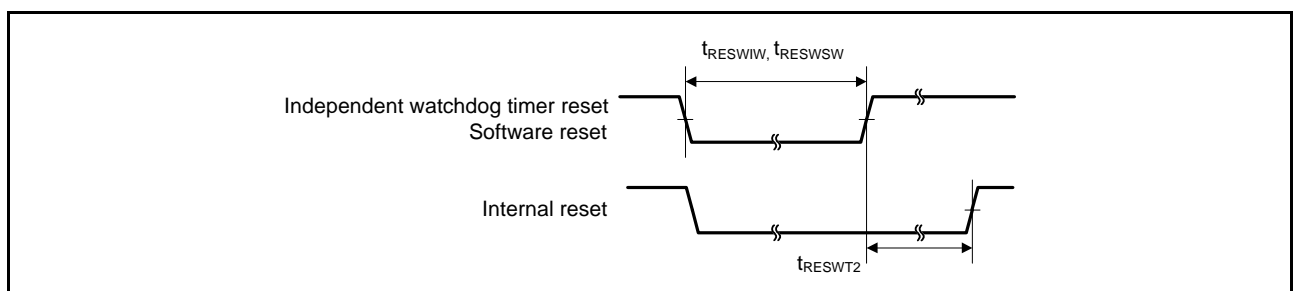 tRESWIW, tRESWSW
Independent watchdog timer reset
Software reset
Internal reset
tRESWT2